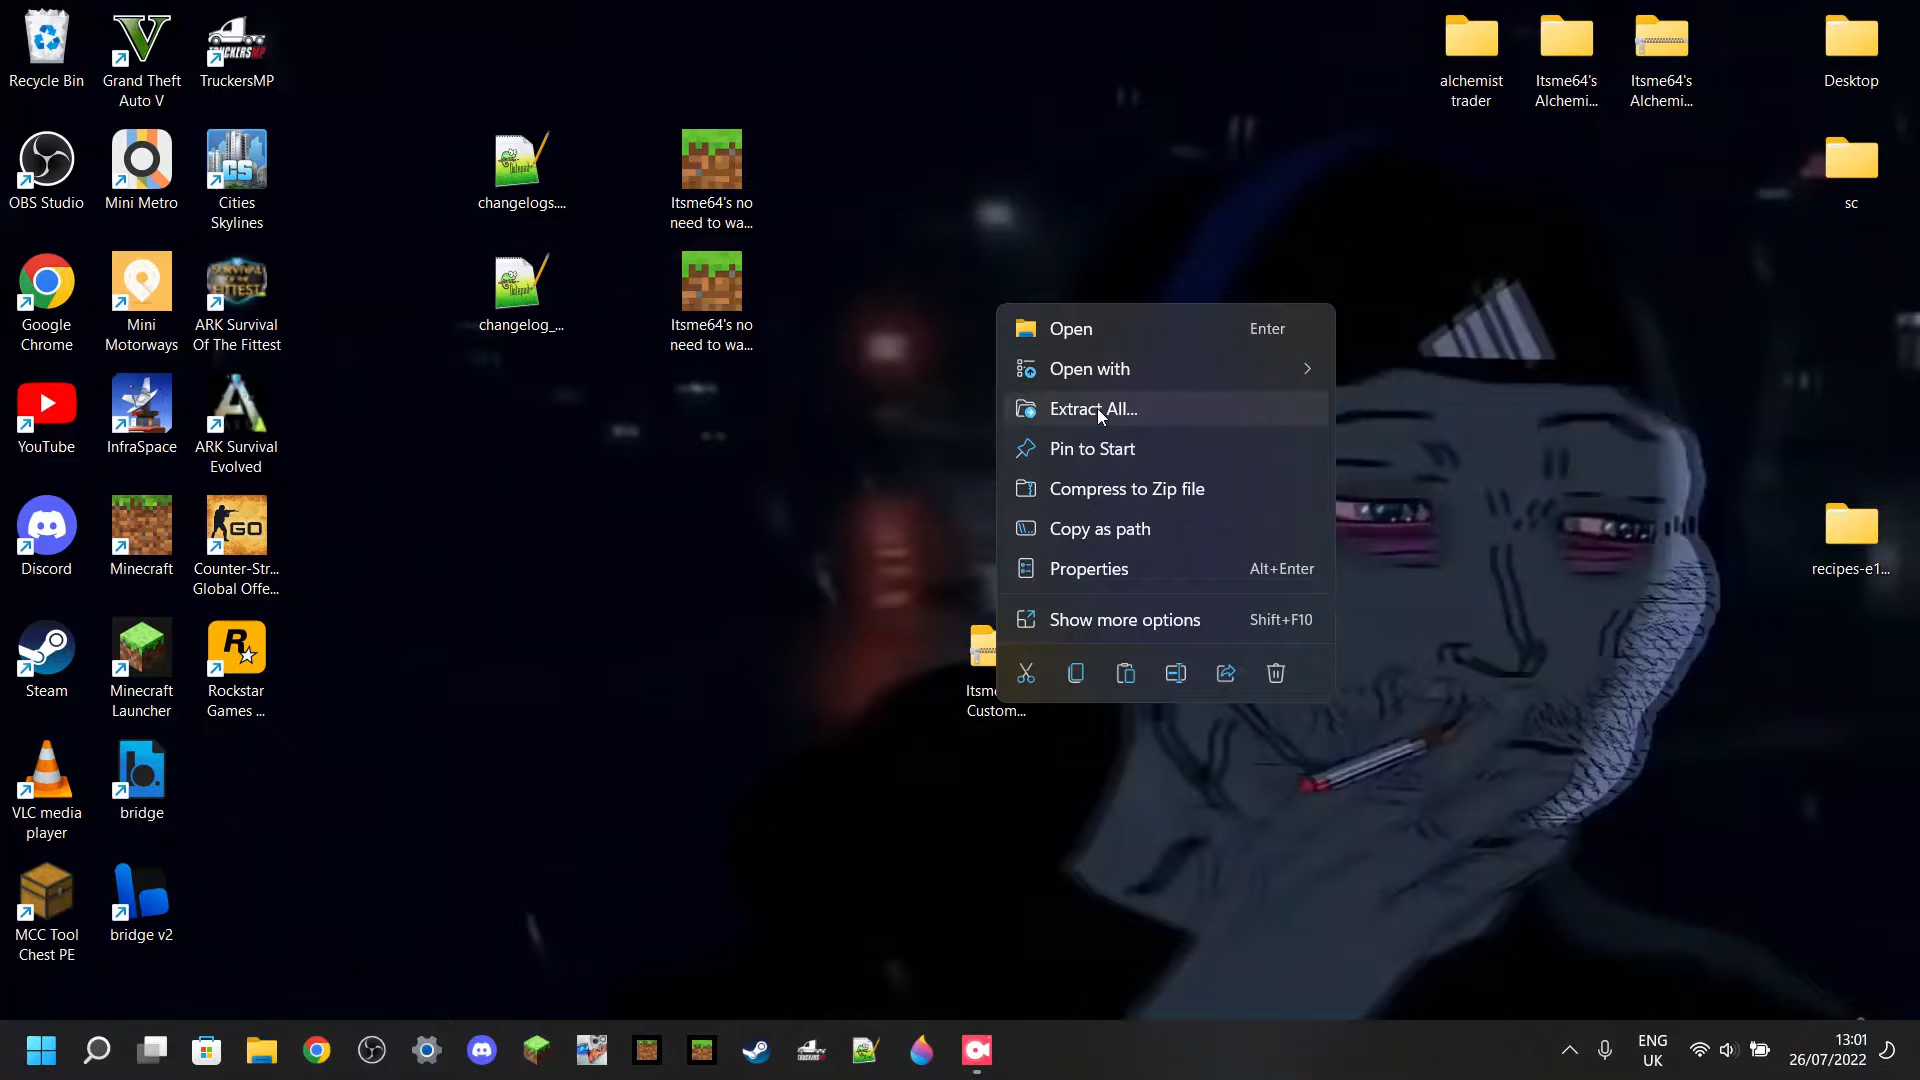 Recycle Bin
Grand Theft
Auto V
TruckersMP
alchemist
trader
Itsme64's
Alchemi...
Itsme64's
Alchemi...
Desktop
OBS Studio
Mini Metro
Cities
Skylines
changelogs....
Itsme64's no
need to wa...
sc
Google
Chrome
Mini
Motorways
ARK Survival
Of The Fittest
changelog_...
Itsme64's no
need to wa...
Open Enter
Open with
Extract All...
Pin to Start
Compress to Zip file
Copy as path
Properties Alt+Enter
Show more options Shift+F10
YouTube
InfraSpace
ARK Survival
Evolved
Discord
Minecraft
Counter-Str...
Global Offe...
recipes-e1...
Steam
Minecraft
Launcher
Rockstar
Games ...
Itsme
Custom...
VLC media
player
bridge
MCC Tool
Chest PE
bridge v2
ENG
UK
13:01
26/07/2022